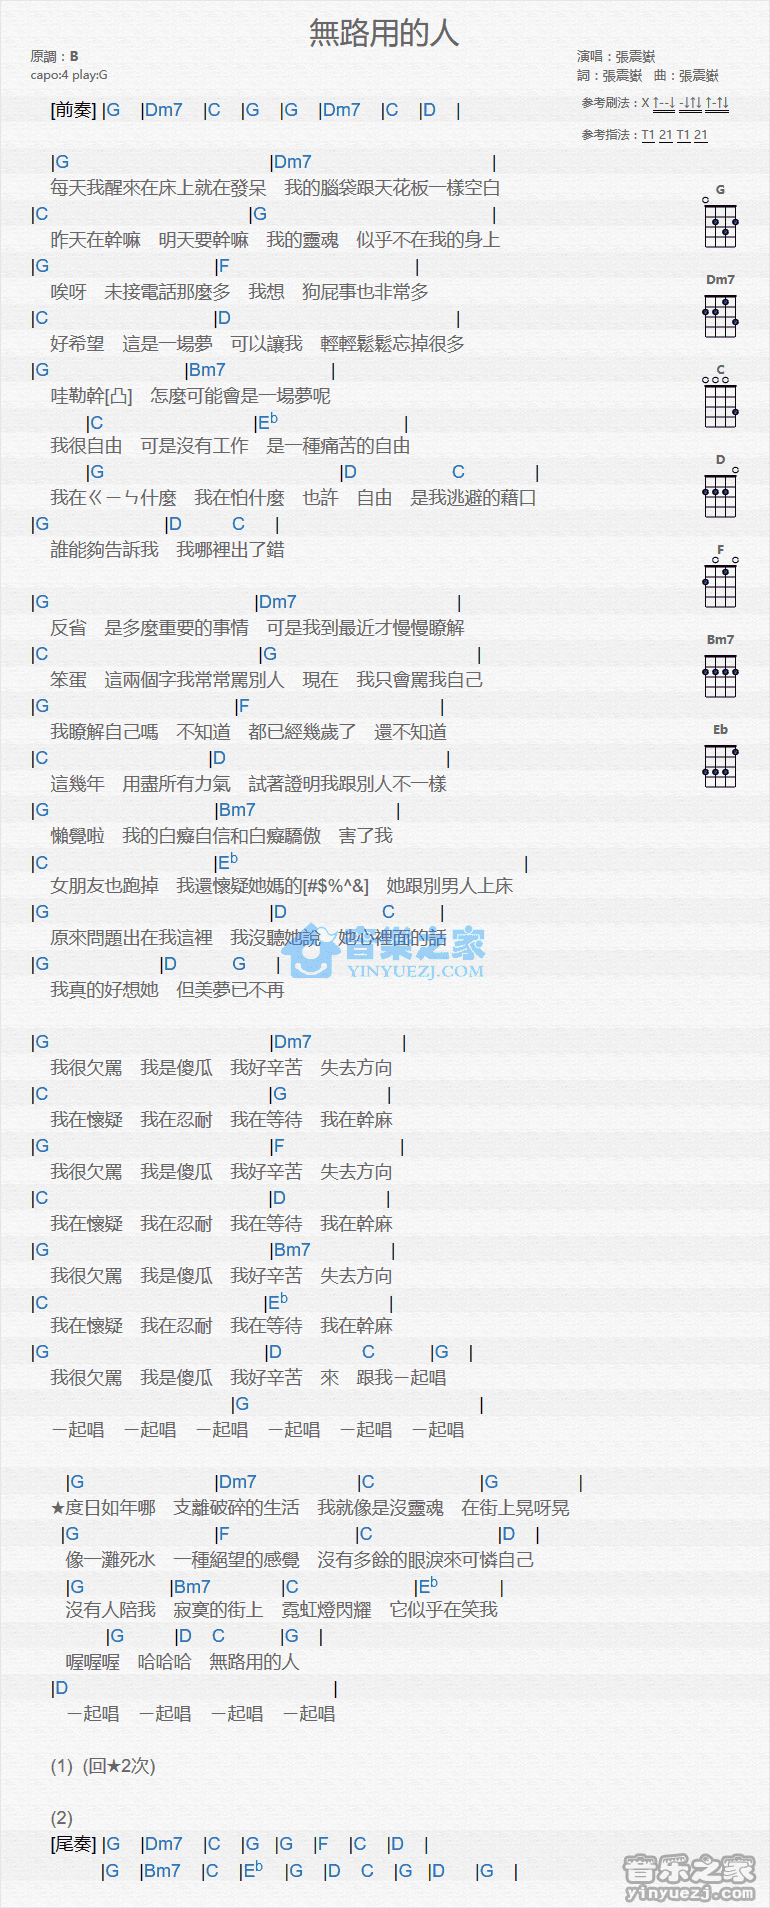 無路用的人
原調：B
capo:4 play:G
演唱：張震嶽
詞：張震嶽 曲：張震嶽
参考刷法：X ↑--↓ -↓↑↓ ↑-↑↓
参考指法：T1 21 T1 21
[前奏] |G |Dm7 |C |G |G |Dm7 |C |D |
|G |Dm7 |
每天我醒來在床上就在發呆 我的腦袋跟天花板一樣空白
|C |G |
昨天在幹嘛 明天要幹嘛 我的靈魂 似乎不在我的身上
|G |F |
唉呀 未接電話那麼多 我想 狗屁事也非常多
|C |D |
好希望 這是一場夢 可以讓我 輕輕鬆鬆忘掉很多
|G |Bm7 |
哇勒幹[凸] 怎麼可能會是一場夢呢
|C |Eb |
我很自由 可是沒有工作 是一種痛苦的自由
|G |D C |
我在ㄍㄧㄣ什麼 我在怕什麼 也許 自由 是我逃避的藉口
|G |D C |
誰能夠告訴我 我哪裡出了錯
|G |Dm7 |
反省 是多麼重要的事情 可是我到最近才慢慢瞭解
|C |G |
笨蛋 這兩個字我常常罵別人 現在 我只會罵我自己
|G |F |
我瞭解自己嗎 不知道 都已經幾歲了 還不知道
|C |D |
這幾年 用盡所有力氣 試著證明我跟別人不一樣
|G |Bm7 |
懶覺啦 我的白癡自信和白癡驕傲 害了我
|C |Eb |
女朋友也跑掉 我還懷疑她媽的[#$%^&] 她跟別男人上床
|G |D C |
原來問題出在我這裡 我沒聽她說 她心裡面的話
|G |D G |
我真的好想她 但美夢已不再
|G |Dm7 |
我很欠罵 我是傻瓜 我好辛苦 失去方向
|C |G |
我在懷疑 我在忍耐 我在等待 我在幹麻
|G |F |
我很欠罵 我是傻瓜 我好辛苦 失去方向
|C |D |
我在懷疑 我在忍耐 我在等待 我在幹麻
|G |Bm7 |
我很欠罵 我是傻瓜 我好辛苦 失去方向
|C |Eb |
我在懷疑 我在忍耐 我在等待 我在幹麻
|G |D C |G |
我很欠罵 我是傻瓜 我好辛苦 來 跟我一起唱
|G |
一起唱 一起唱 一起唱 一起唱 一起唱 一起唱
|G |Dm7 |C |G |
★度日如年哪 支離破碎的生活 我就像是沒靈魂 在街上晃呀晃
|G |F |C |D |
像一灘死水 一種絕望的感覺 沒有多餘的眼淚來可憐自己
|G |Bm7 |C |Eb |
沒有人陪我 寂寞的街上 霓虹燈閃耀 它似乎在笑我
|G |D C |G |
喔喔喔 哈哈哈 無路用的人
|D |
一起唱 一起唱 一起唱 一起唱
(1) (回★2次)
(2)
[尾奏] |G |Dm7 |C |G |G |F |C |D |
|G |Bm7 |C |Eb |G |D C |G |D |G |
G
Dm7
C
D
F
Bm7
Eb
音樂之家
YINYUEZJ.COM
音乐之家
yinyuezj.com